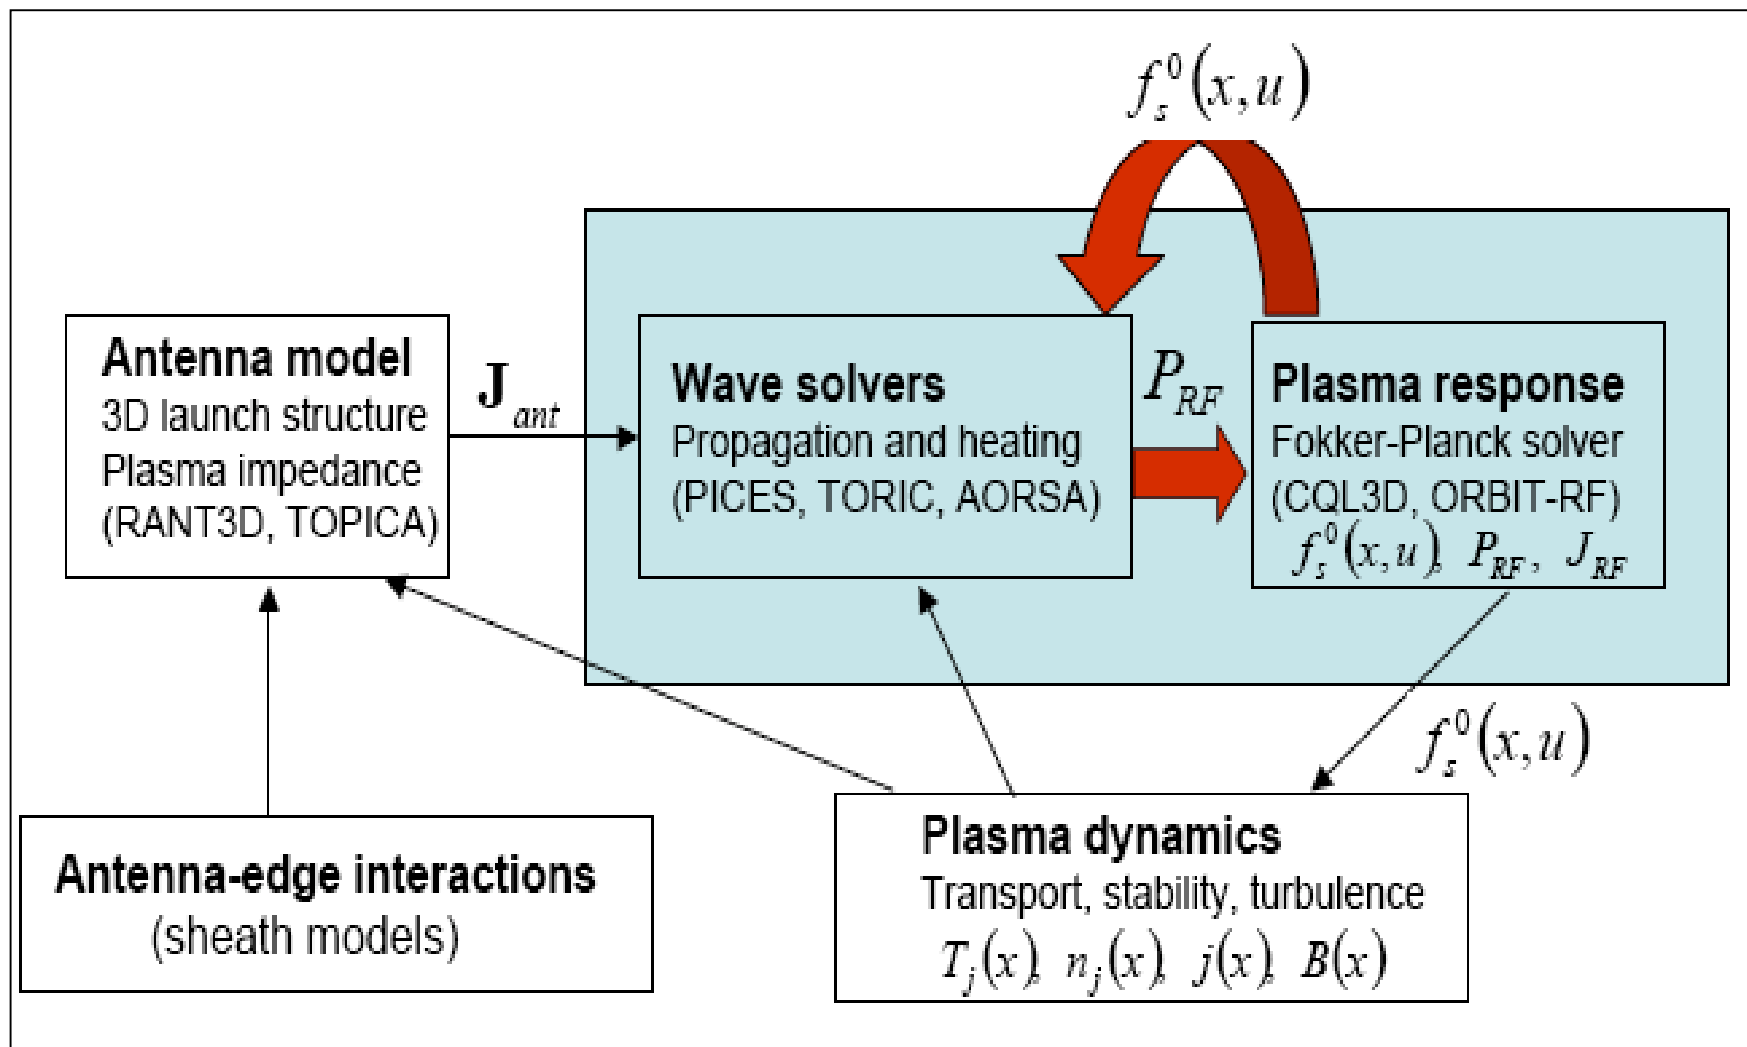 f_s^0(x,u)
Antenna model
3D launch structure
Plasma impedance
(RANT3D, TOPICA)
J_ant
Wave solvers
Propagation and heating
(PICES, TORIC, AORSA)
P_RF
Plasma response
Fokker-Planck solver
(CQL3D, ORBIT-RF)
f_s^0(x,u), P_RF, J_RF
f_s^0(x,u)
Antenna-edge interactions
(sheath models)
Plasma dynamics
Transport, stability, turbulence
T_j(x), n_j(x), j(x), B(x)